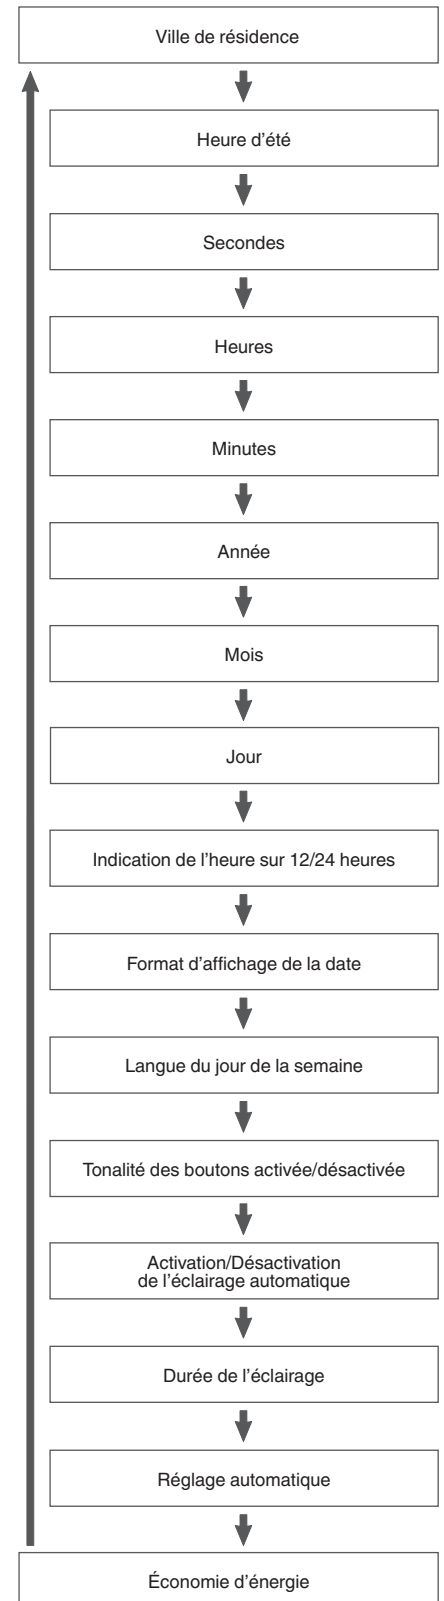 Ville de résidence
Heure d’été
Secondes
Heures
Minutes
Année
Mois
Jour
Indication de l’heure sur 12/24 heures
Format d’affichage de la date
Langue du jour de la semaine
Tonalité des boutons activée/désactivée
Activation/Désactivation
de l’éclairage automatique
Durée de l’éclairage
Réglage automatique
Économie d’énergie